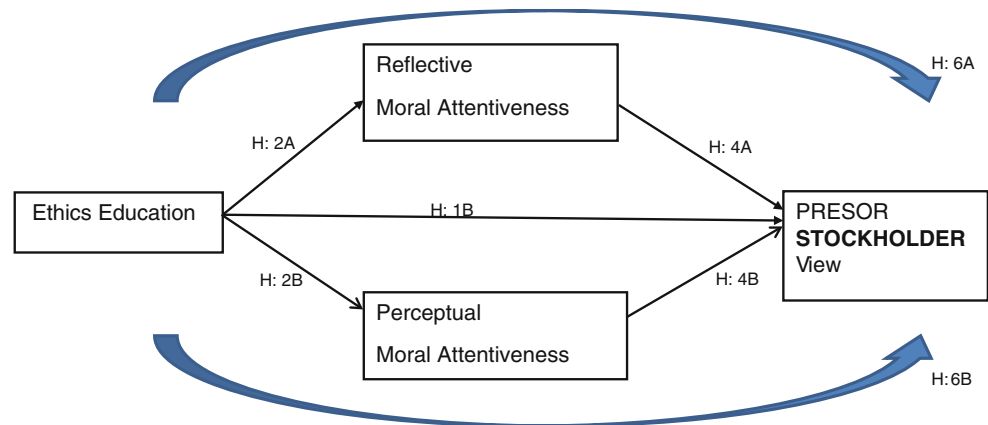 Reflective
Moral Attentiveness
H: 6A
H: 2A
H: 4A
Ethics Education
H: 1B
PRESOR
STOCKHOLDER
View
H: 2B
H: 4B
Perceptual
Moral Attentiveness
H:6B